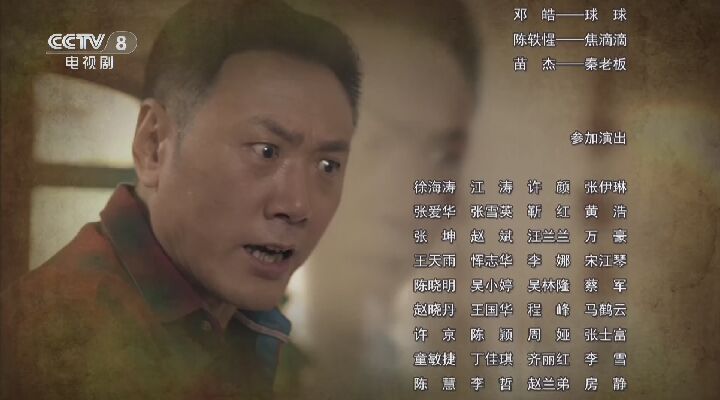 CCTV 8
电视剧
邓 皓——球 球
陈轶惺——焦滴滴
苗 杰——秦老板
参加演出
徐海涛 江 涛 许 颜 张伊琳
张爱华 张雪英 靳 红 黄 浩
张 坤 赵 斌 汪兰兰 万 豪
王天雨 恽志华 李 娜 宋江琴
陈晓明 吴小婷 吴林隆 蔡 军
赵晓丹 王国华 程 峰 马鹤云
许 京 陈 颖 周 娅 张士富
童敏捷 丁佳琪 齐丽红 李 雪
陈 慧 李 哲 赵兰弟 房 静